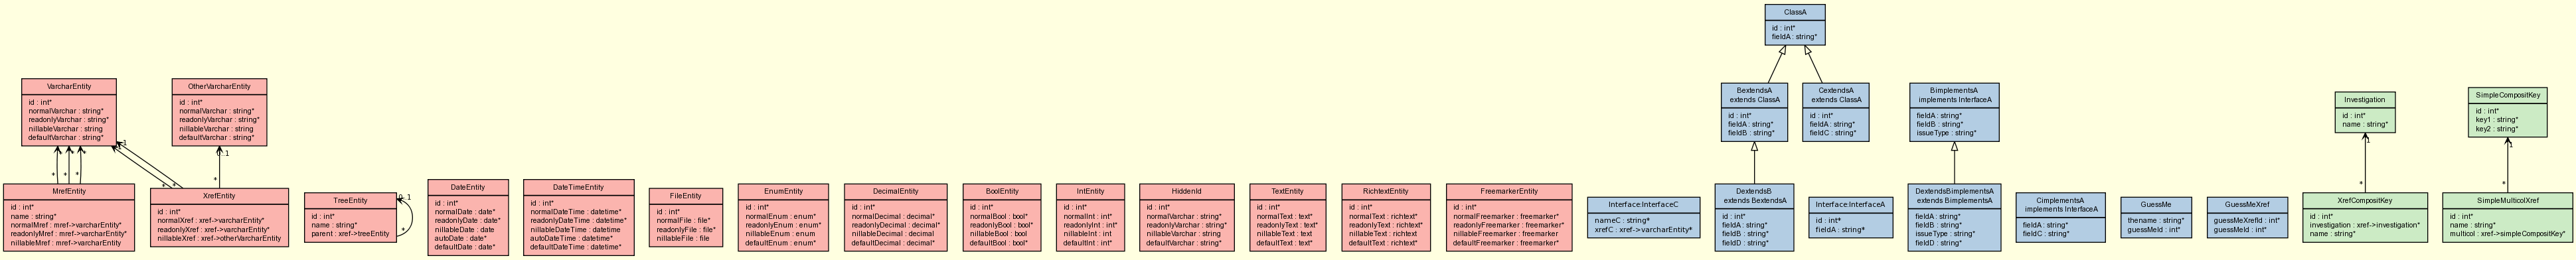 ClassA
id : int*
fieldA : string*
VarcharEntity
id : int*
normalVarchar : string*
readonlyVarchar : string*
nillableVarchar : string
defaultVarchar : string*
OtherVarcharEntity
id : int*
normalVarchar : string*
readonlyVarchar : string*
nillableVarchar : string
defaultVarchar : string*
BextendsA
extends ClassA
id : int*
fieldA : string*
fieldB : string*
CextendsA
extends ClassA
id : int*
fieldA : string*
fieldC : string*
BimplementsA
implements InterfaceA
fieldA : string*
fieldB : string*
issueType : string*
Investigation
id : int*
name : string*
SimpleCompositKey
id : int*
key1 : string*
key2 : string*
MrefEntity
id : int*
name : string*
normalMref : mref->varcharEntity*
readonlyMref : mref->varcharEntity*
nillableMref : mref->varcharEntity
XrefEntity
id : int*
normalXref : xref->varcharEntity*
readonlyXref : xref->varcharEntity*
nillableXref : xref->otherVarcharEntity
TreeEntity
id : int*
name : string*
parent : xref->treeEntity
0..1
*
DateEntity
id : int*
normalDate : date*
readonlyDate : date*
nillableDate : date
autoDate : date*
defaultDate : date*
DateTimeEntity
id : int*
normalDateTime : datetime*
readonlyDateTime : datetime*
nillableDateTime : datetime
autoDateTime : datetime*
defaultDateTime : datetime*
FileEntity
id : int*
normalFile : file*
readonlyFile : file*
nillableFile : file
EnumEntity
id : int*
normalEnum : enum*
readonlyEnum : enum*
nillableEnum : enum
defaultEnum : enum*
DecimalEntity
id : int*
normalDecimal : decimal*
readonlyDecimal : decimal*
nillableDecimal : decimal
defaultDecimal : decimal*
BoolEntity
id : int*
normalBool : bool*
readonlyBool : bool*
nillableBool : bool
defaultBool : bool*
IntEntity
id : int*
normalInt : int*
readonlyInt : int*
nillableInt : int
defaultInt : int*
HiddenId
id : int*
normalVarchar : string*
readonlyVarchar : string*
nillableVarchar : string
defaultVarchar : string*
TextEntity
id : int*
normalText : text*
readonlyText : text*
nillableText : text
defaultText : text*
RichtextEntity
id : int*
normalText : richtext*
readonlyText : richtext*
nillableText : richtext
defaultText : richtext*
FreemarkerEntity
id : int*
normalFreemarker : freemarker*
readonlyFreemarker : freemarker*
nillableFreemarker : freemarker
defaultFreemarker : freemarker*
Interface:InterfaceC
nameC : string*
xrefC : xref->varcharEntity*
DextendsB
extends BextendsA
id : int*
fieldA : string*
fieldB : string*
fieldD : string*
Interface:InterfaceA
id : int*
fieldA : string*
DextendsBimplementsA
extends BimplementsA
fieldA : string*
fieldB : string*
issueType : string*
fieldD : string*
CimplementsA
implements InterfaceA
fieldA : string*
fieldC : string*
GuessMe
thename : string*
guessMeId : int*
GuessMeXref
guessMeXrefId : int*
guessMeId : int*
XrefCompositKey
id : int*
investigation : xref->investigation*
name : string*
1
*
SimpleMulticolXref
id : int*
name : string*
multicol : xref->simpleCompositKey*
1
*